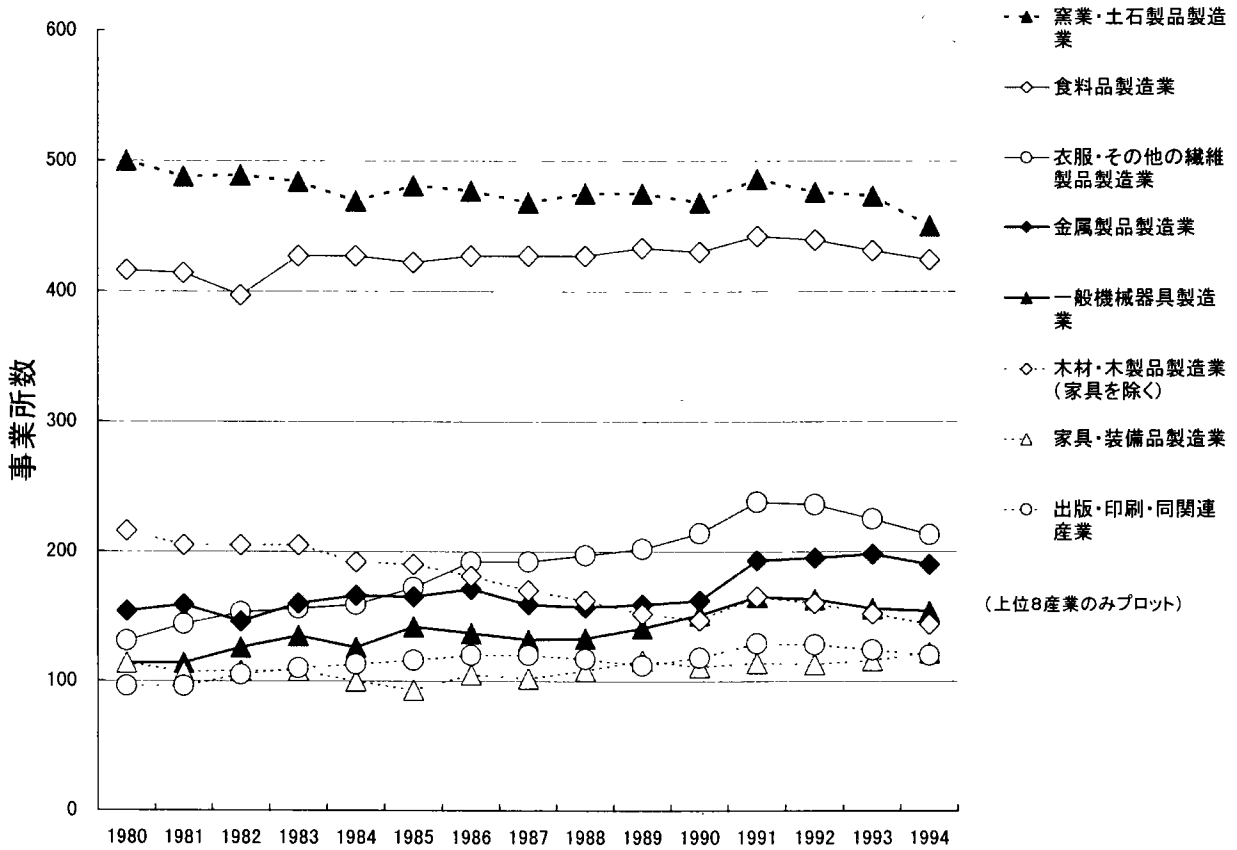 600
500
400
300
200
100
0
事業所数
1980 1981 1982 1983 1984 1985 1986 1987 1988 1989 1990 1991 1992 1993 1994
窯業・土石製品製造
業
食料品製造業
衣服・その他の繊維
製品製造業
金属製品製造業
一般機械器具製造
業
木材・木製品製造業
(家具を除く)
家具・装備品製造業
出版・印刷・同関連
産業
(上位8産業のみプロット)